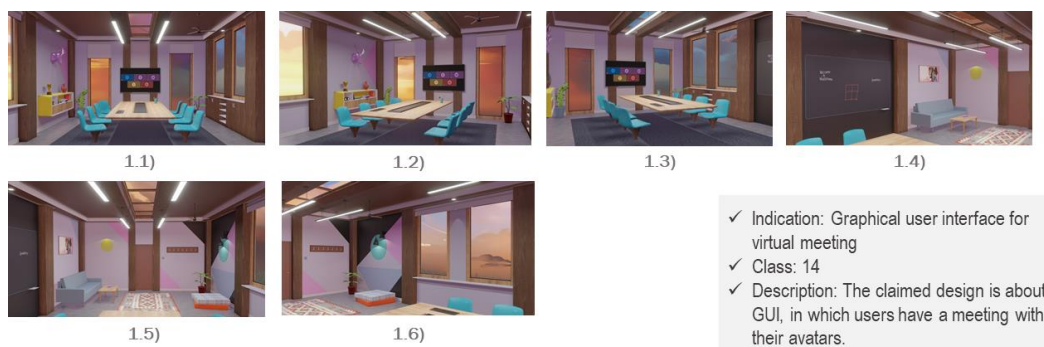 1.1)
1.2)
1.3)
1.4)
1.5)
1.6)
✓ Indication: Graphical user interface for
virtual meeting
✓ Class: 14
✓ Description: The claimed design is about
GUI, in which users have a meeting with
their avatars.